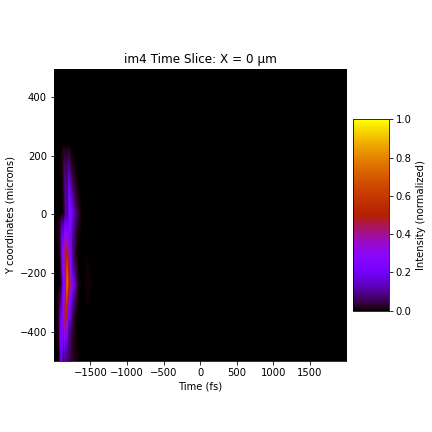 im4 Time Slice: X = 0 μm
400
200
0
−200
−400
Y coordinates (microns)
−1500 −1000 −500 0 500 1000 1500
Time (fs)
1.0
0.8
0.6
0.4
0.2
0.0
Intensity (normalized)